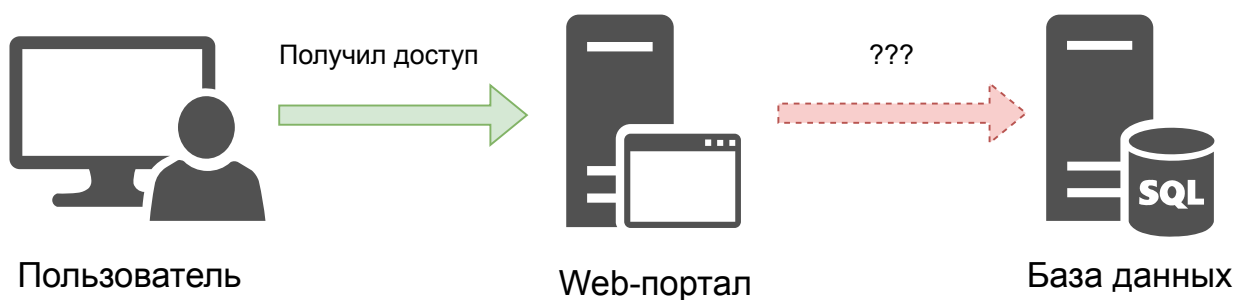 Получил доступ
???
SQL
Пользователь
Web-портал
База данных